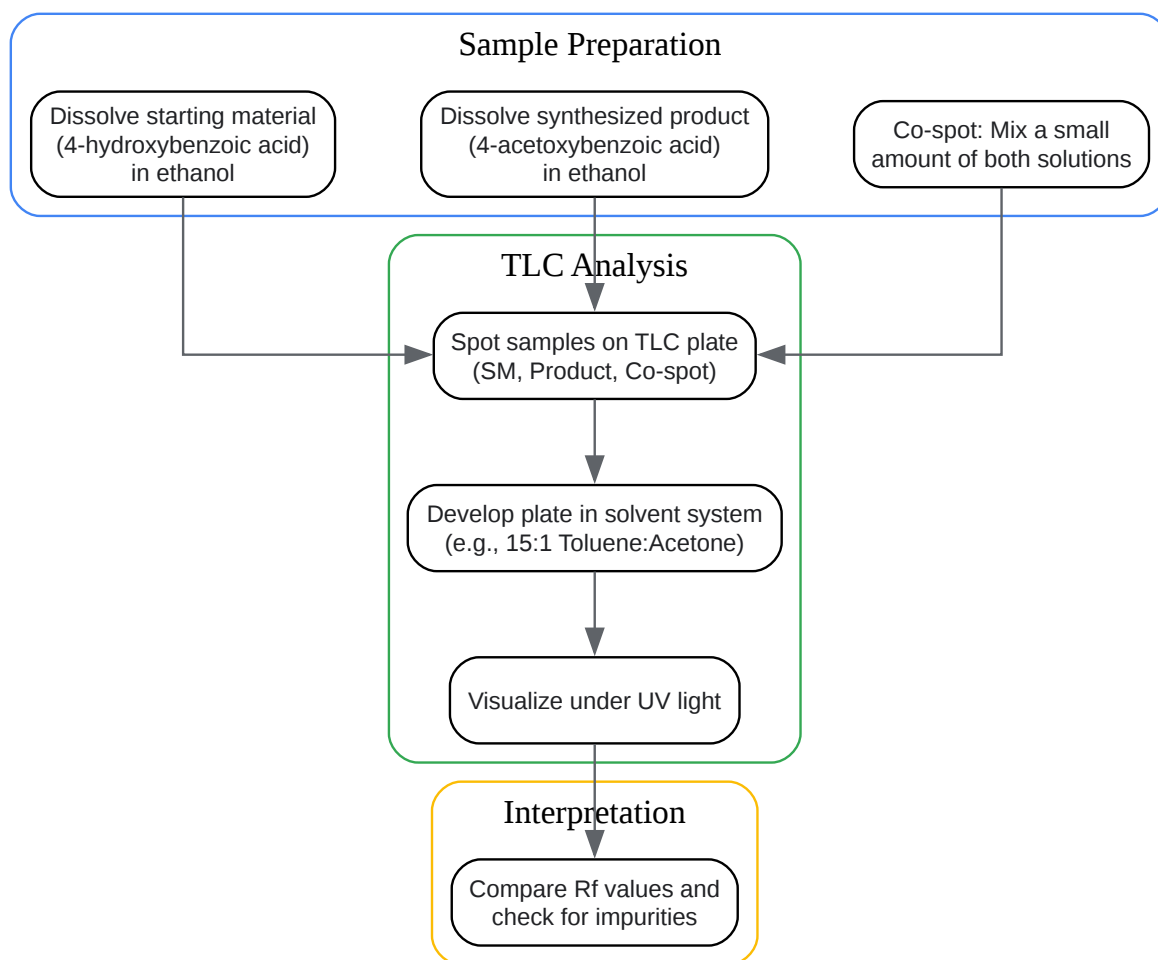 Sample Preparation
Dissolve starting material
(4-hydroxybenzoic acid)
in ethanol
Dissolve synthesized product
(4-acetoxybenzoic acid)
in ethanol
Co-spot: Mix a small
amount of both solutions
TLC Analysis
Spot samples on TLC plate
(SM, Product, Co-spot)
Develop plate in solvent system
(e.g., 15:1 Toluene:Acetone)
Visualize under UV light
Interpretation
Compare Rf values and
check for impurities